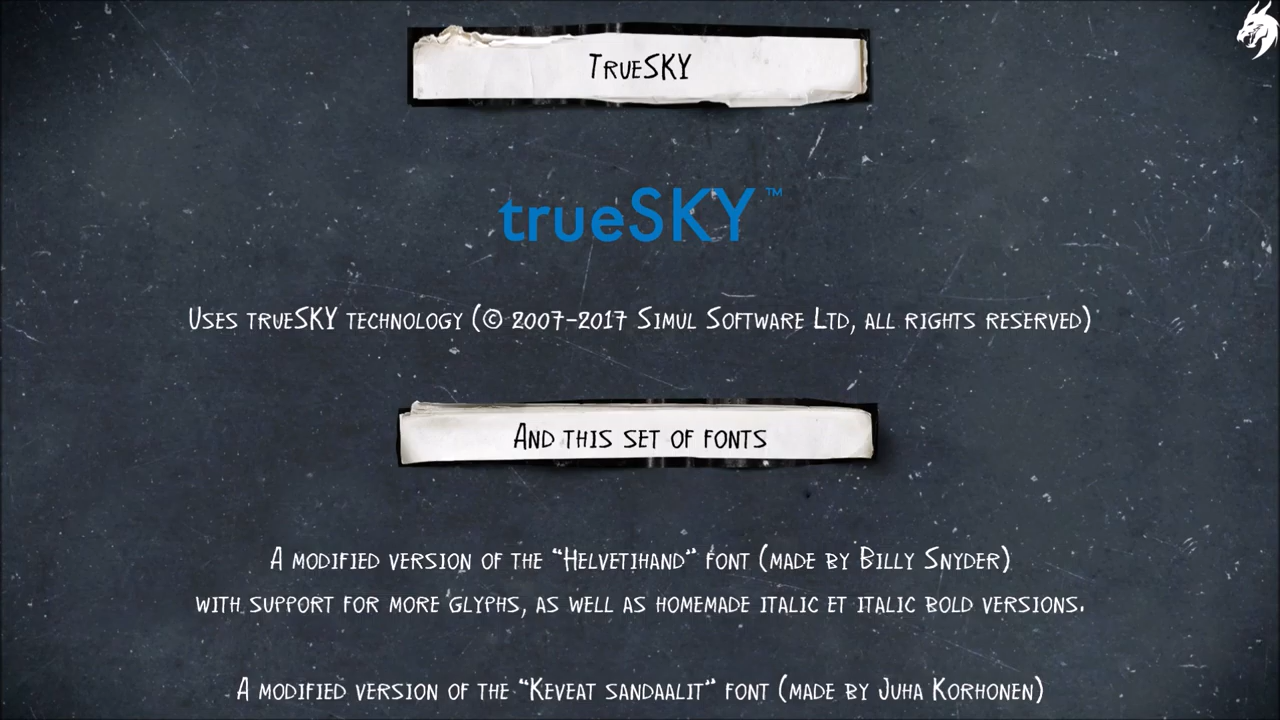 TrueSKY
trueSKY™
Uses trueSKY technology (© 2007-2017 Simul Software Ltd, all rights reserved)
And this set of fonts
A modified version of the “Helvetihand” font (made by Billy Snyder)
with support for more glyphs, as well as homemade italic et italic bold versions.
A modified version of the “Keveat sandaalit” font (made by Juha Korhonen)